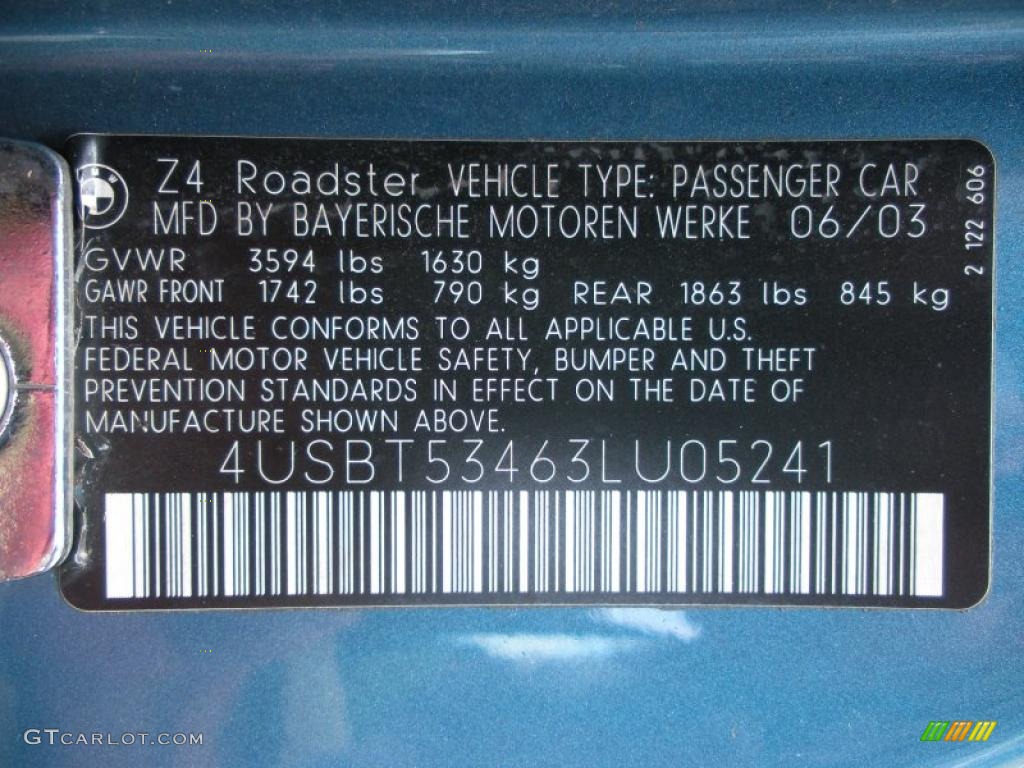 Z4 Roadster VEHICLE TYPE: PASSENGER CAR
MFD BY BAYERISCHE MOTOREN WERKE 06/03
GVWR 3594 lbs 1630 kg
GAWR FRONT 1742 lbs 790 kg REAR 1863 lbs 845 kg
THIS VEHICLE CONFORMS TO ALL APPLICABLE U.S.
FEDERAL MOTOR VEHICLE SAFETY, BUMPER AND THEFT
PREVENTION STANDARDS IN EFFECT ON THE DATE OF
MANUFACTURE SHOWN ABOVE.
4USBT53463LU05241
2 122 606
BMW
GTCARLOT.COM